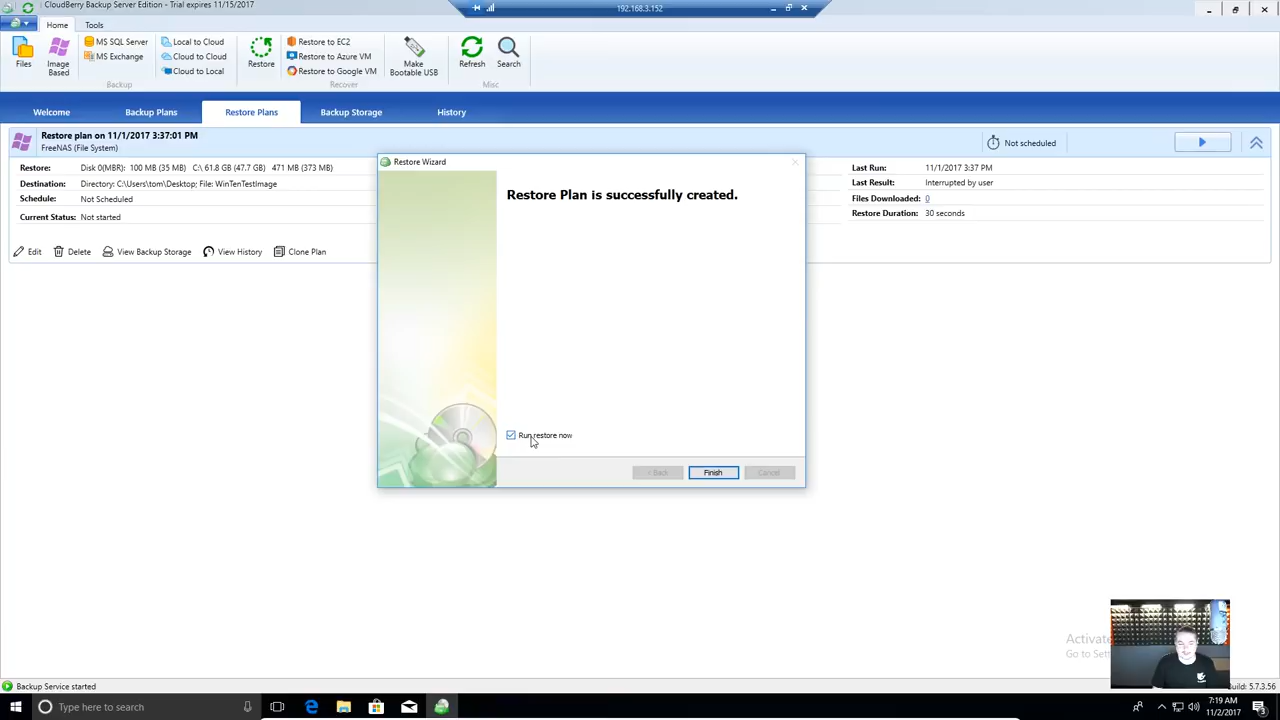 CloudBerry Backup Server Edition - Trial expires 11/15/2017
192.168.3.152
Home
Tools
Files
Image Based
MS SQL Server
MS Exchange
Local to Cloud
Cloud to Cloud
Cloud to Local
Backup
Restore
Restore to EC2
Restore to Azure VM
Restore to Google VM
Recover
Make Bootable USB
Refresh
Search
Misc
Welcome
Backup Plans
Restore Plans
Backup Storage
History
Restore plan on 11/1/2017 3:37:01 PM
FreeNAS (File System)
Not scheduled
Restore: Disk 0(MBR): 100 MB (35 MB) C:\ 61.8 GB (47.7 GB) 471 MB (373 MB)
Destination: Directory: C:\Users\tom\Desktop; File: WinTenTestImage
Schedule: Not Scheduled
Current Status: Not started
Last Run: 11/1/2017 3:37 PM
Last Result: Interrupted by user
Files Downloaded: 0
Restore Duration: 30 seconds
Edit
Delete
View Backup Storage
View History
Clone Plan
Restore Wizard
Restore Plan is successfully created.
Run restore now
< Back
Finish
Cancel
Go to
Backup Service started
5.7.3.56
Type here to search
7:19 AM
11/2/2017